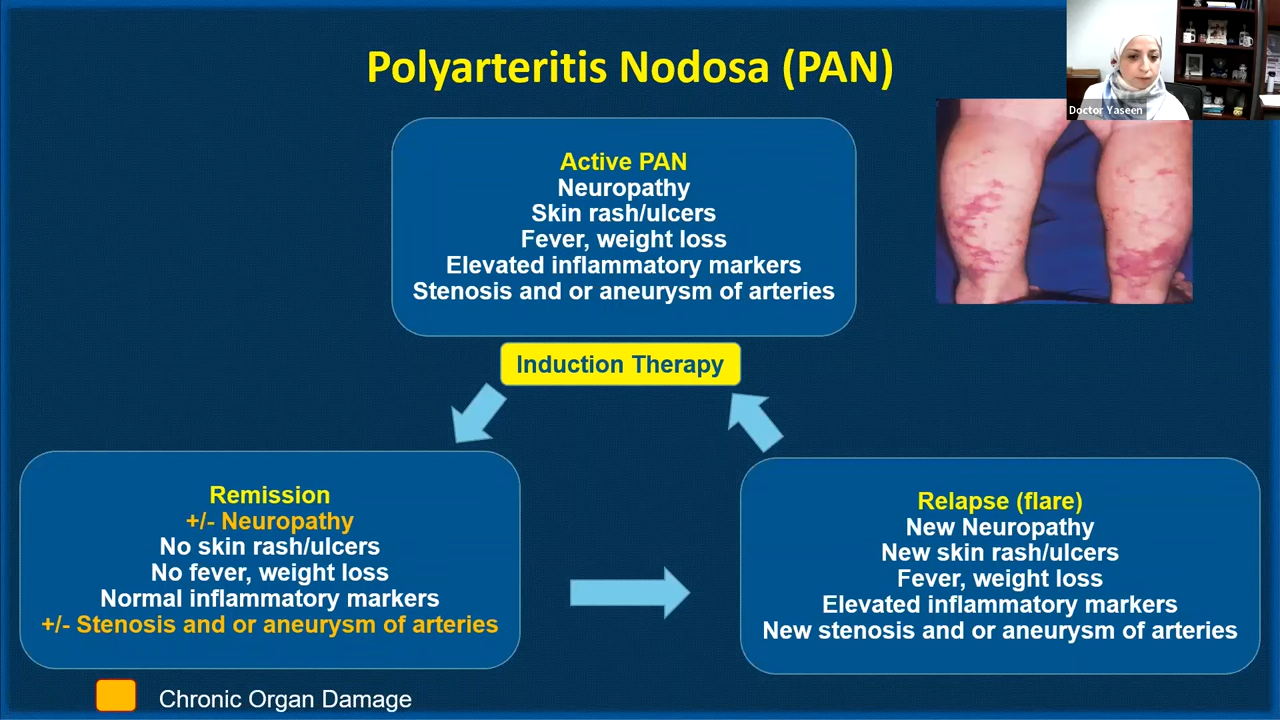 Polyarteritis Nodosa (PAN)
Doctor Yaseen
Active PAN
Neuropathy
Skin rash/ulcers
Fever, weight loss
Elevated inflammatory markers
Stenosis and or aneurysm of arteries
Induction Therapy
Remission
+/- Neuropathy
No skin rash/ulcers
No fever, weight loss
Normal inflammatory markers
+/- Stenosis and or aneurysm of arteries
Relapse (flare)
New Neuropathy
New skin rash/ulcers
Fever, weight loss
Elevated inflammatory markers
New stenosis and or aneurysm of arteries
Chronic Organ Damage